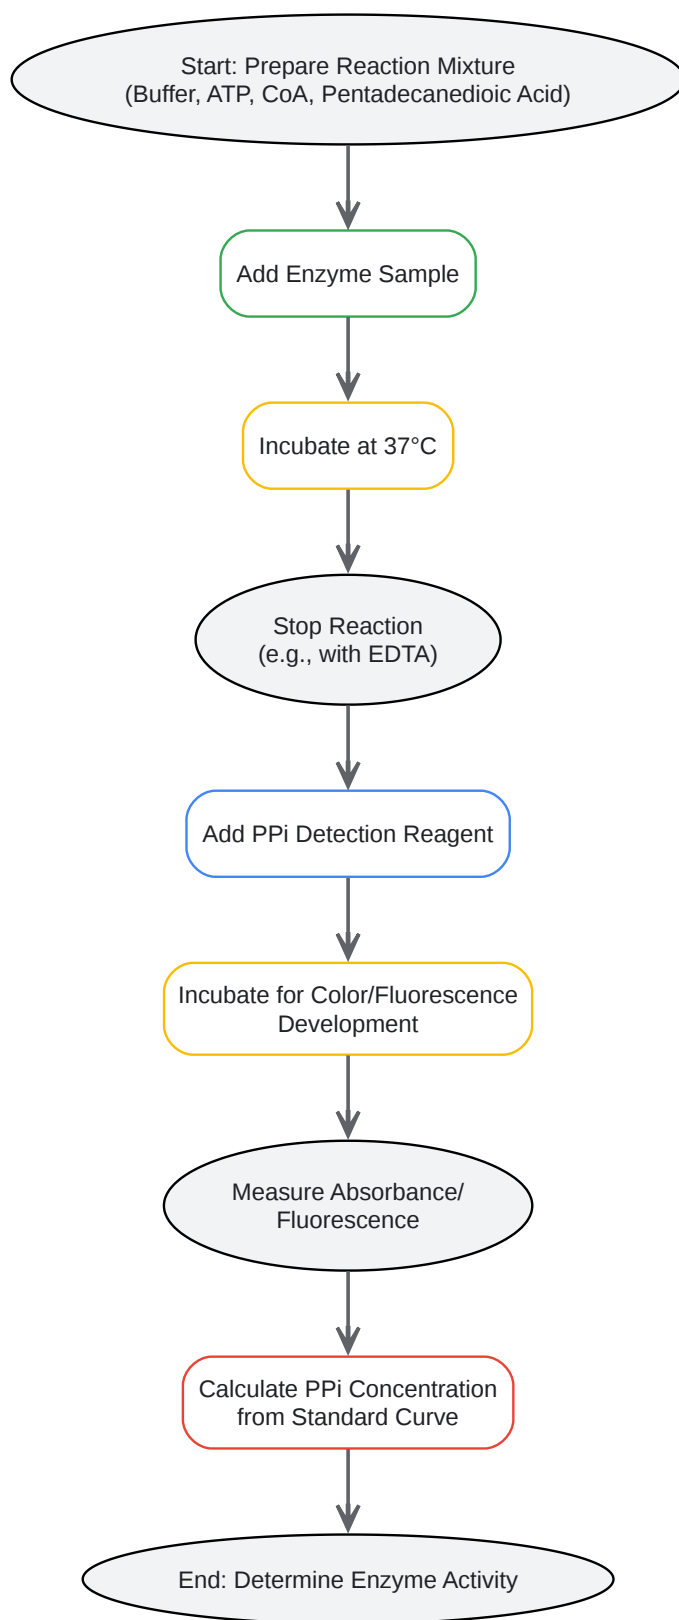 Start: Prepare Reaction Mixture
(Buffer, ATP, CoA, Pentadecanedioic Acid)
Add Enzyme Sample
Incubate at 37°C
Stop Reaction
(e.g., with EDTA)
Add PPi Detection Reagent
Incubate for Color/Fluorescence
Development
Measure Absorbance/
Fluorescence
Calculate PPi Concentration
from Standard Curve
End: Determine Enzyme Activity